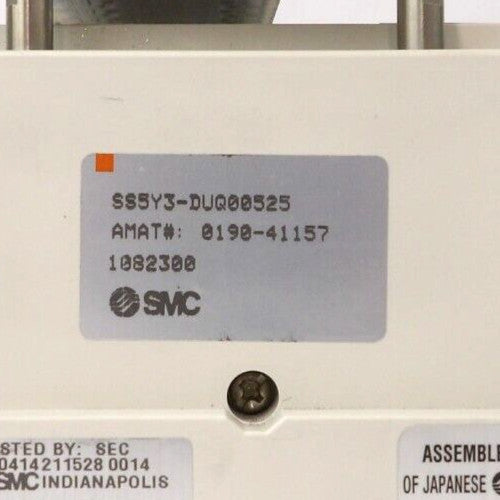 SS5Y3-DUQ00525
AMAT#: 0190-41157
1082300
SMC
STED BY: SEC
0414211528 0014
SMC INDIANAPOLIS
ASSEMBLE
OF JAPANESE